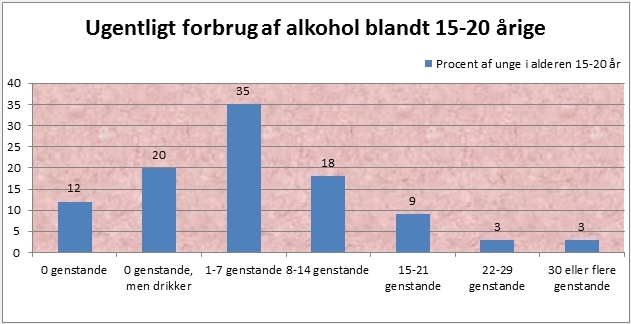 Ugentligt forbrug af alkohol blandt 15-20 årige
Procent af unge i alderen 15-20 år
40
35
30
25
20
15
10
5
0
12
20
35
18
9
3
3
0 genstande
0 genstande,
men drikker
1-7 genstande
8-14 genstande
15-21
genstande
22-29
genstande
30 eller flere
genstande